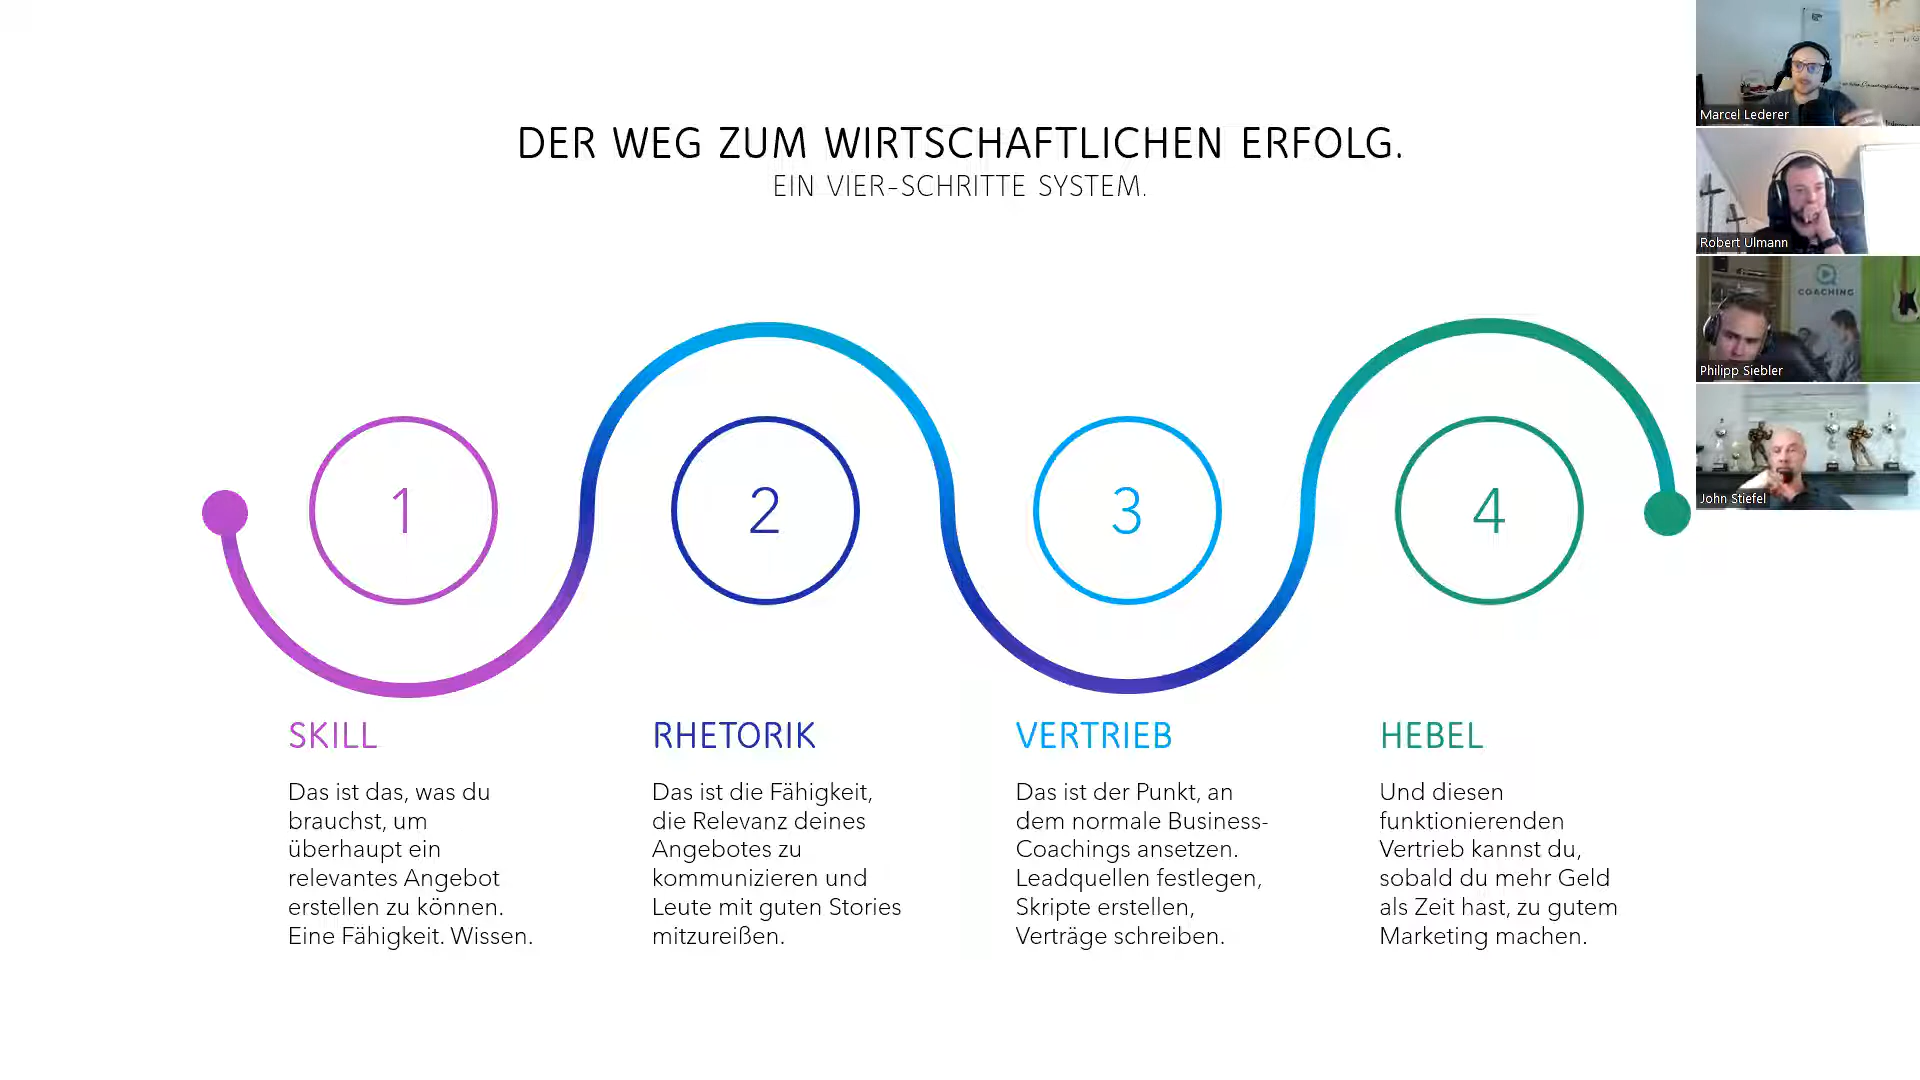 DER WEG ZUM WIRTSCHAFTLICHEN ERFOLG.
EIN VIER-SCHRITTE SYSTEM.
1
2
3
4
SKILL
Das ist das, was du
brauchst, um
überhaupt ein
relevantes Angebot
erstellen zu können.
Eine Fähigkeit. Wissen.
RHETORIK
Das ist die Fähigkeit,
die Relevanz deines
Angebotes zu
kommunizieren und
Leute mit guten Stories
mitzureißen.
VERTRIEB
Das ist der Punkt, an
dem normale Business-
Coachings ansetzen.
Leadquellen festlegen,
Skripte erstellen,
Verträge schreiben.
HEBEL
Und diesen
funktionierenden
Vertrieb kannst du,
sobald du mehr Geld
als Zeit hast, zu gutem
Marketing machen.
Marcel Lederer
Robert Ulmann
COACHING
Philipp Siebler
John Stiefel